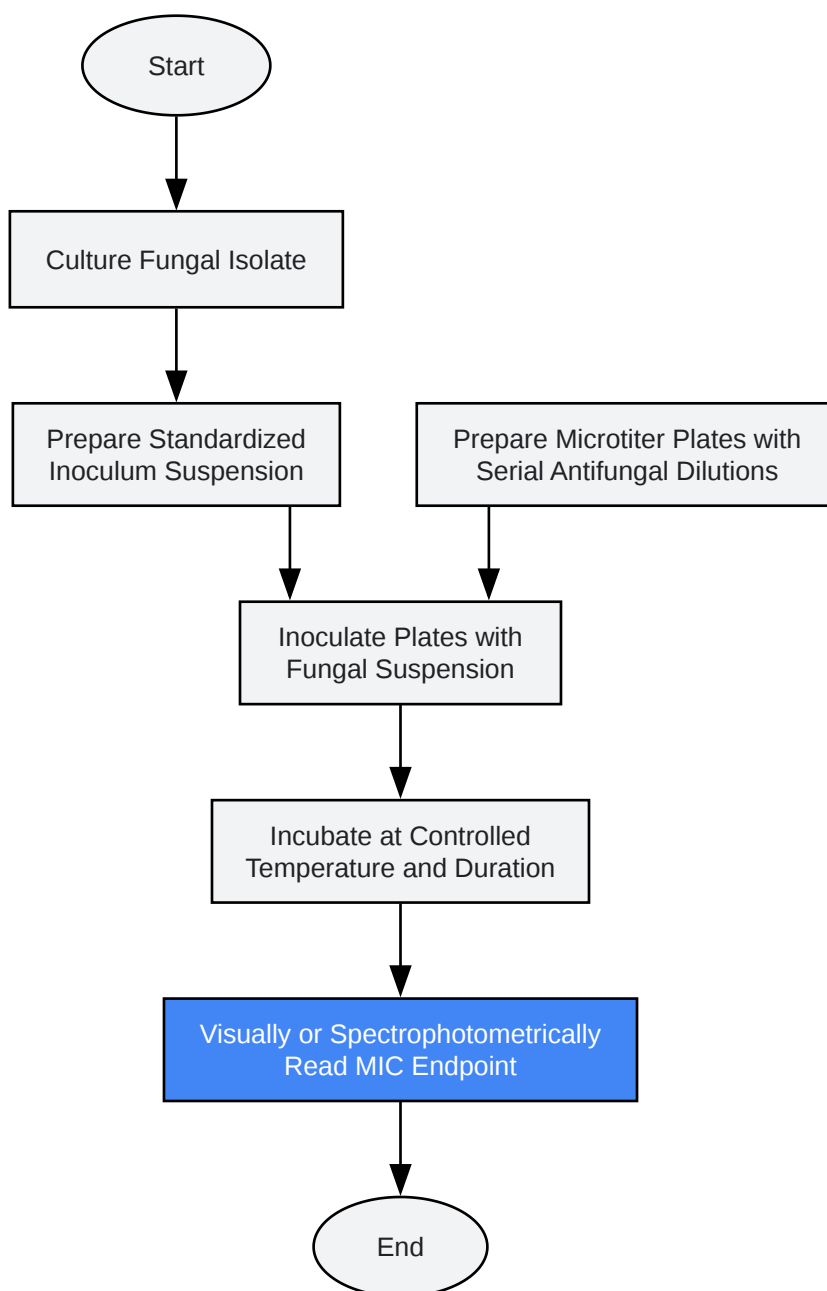 Start
Culture Fungal Isolate
Prepare Standardized
Inoculum Suspension
Prepare Microtiter Plates with
Serial Antifungal Dilutions
Inoculate Plates with
Fungal Suspension
Incubate at Controlled
Temperature and Duration
Visually or Spectrophotometrically
Read MIC Endpoint
End